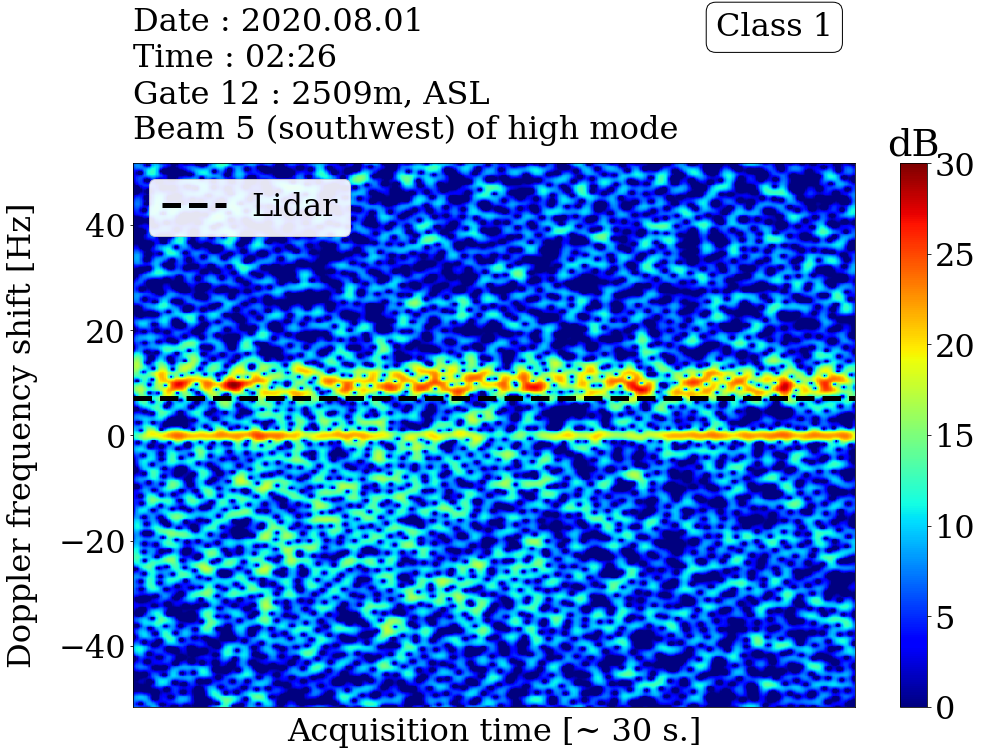 Date : 2020.08.01
Time : 02:26
Gate 12 : 2509m, ASL
Beam 5 (southwest) of high mode
Class 1
dB
Lidar
Doppler frequency shift [Hz]
40
20
0
−20
−40
30
25
20
15
10
5
0
Acquisition time [~ 30 s.]